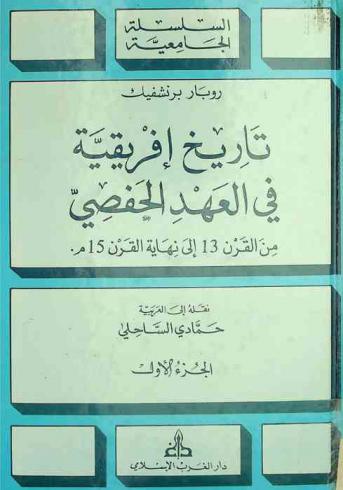 السلسلة
الجامعية
روبار برنشفيك
تاريخ إفريقية
في العهد الحفصي
من القرن 13 إلى نهاية القرن 15 م.
نقله إلى العربية
حمادي الساحلي
الجزء الأول
دار الغرب الإسلامي